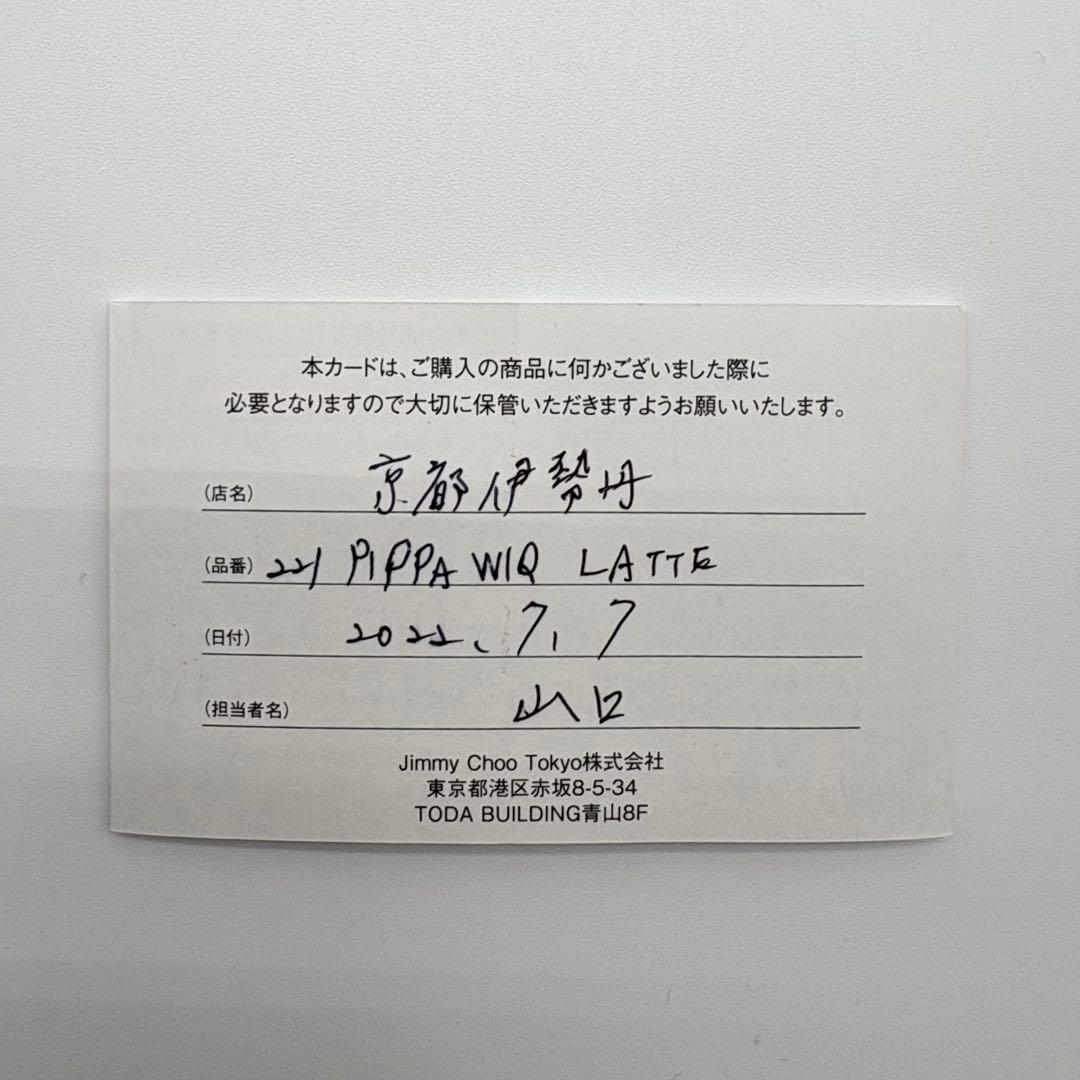 本カードは、ご購入の商品に何かございました際に
必要となりますので大切に保管いただきますようお願いいたします。
(店名) 京都伊勢丹
(品番) 221 PIPPA WIQ LATTE
(日付) 2022.7.7
(担当者名) 山口
Jimmy Choo Tokyo株式会社
東京都港区赤坂8-5-34
TODA BUILDING青山8F